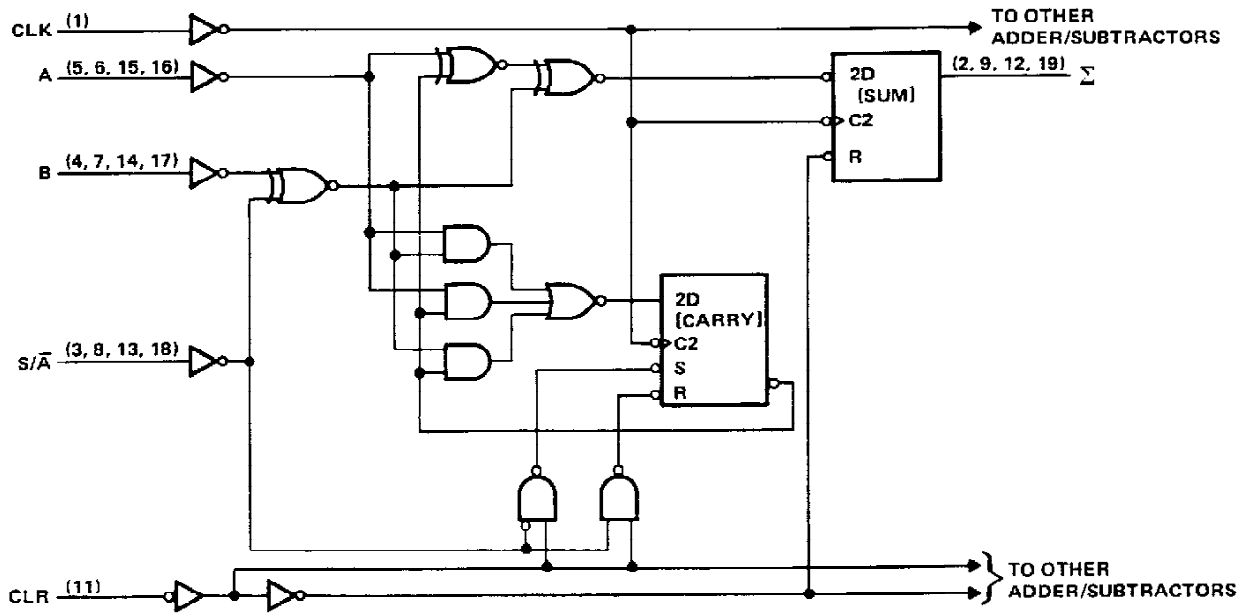 CLK (1)
TO OTHER
ADDER/SUBTRACTORS
A (5, 6, 15, 16)
2D
(SUM)
C2
R
(2, 9, 12, 19) Σ
B (4, 7, 14, 17)
2D
(CARRY)
C2
S
R
S/A̅ (3, 8, 13, 18)
CLR (11)
TO OTHER
ADDER/SUBTRACTORS